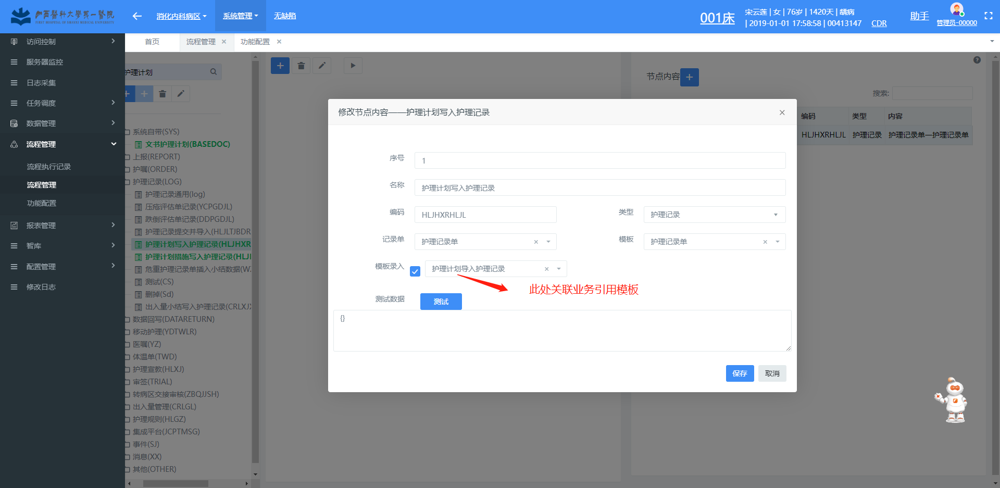 山西醫科大學第一醫院
FIRST HOSPITAL OF SHANXI MEDICAL UNIVERSITY
消化内科病区
系统管理
无缺陷
001床
宋云莲 | 女 | 76岁 | 1420天 | 髓病
| 2019-01-01 17:58:58 | 00413147
CDR
助手
管理员-00000
首页
流程管理 ×
功能配置 ×
访问控制
服务器监控
日志采集
任务调度
数据管理
流程管理
流程执行记录
流程管理
功能配置
报表管理
智库
配置管理
修改日志
护理计划
系统自带(SYS)
文书护理计划(BASEDOC)
上报(REPORT)
护嘱(ORDER)
护理记录(LOG)
护理记录通用(log)
压疮评估单记录(YCPGDJL)
跌倒评估单记录(DDPGDJL)
护理记录提交并导入(HLJLTJBDR
护理计划写入护理记录(HLJHXR
护理计划措施写入护理记录(HLJI
危重护理记录单插入小结数据(W
测试(CS)
删掉(Sd)
出入量小结写入护理记录(CRLXJ
数据回写(DATARETURN)
移动护理(YDTWLR)
医嘱(YZ)
体温单(TWD)
护理宣教(HLXJ)
审签(TRIAL)
转病区交接审核(ZBQJJSH)
出入量管理(CRLGL)
护理规则(HLGZ)
集成平台(JCPTMSG)
事件(SJ)
消息(XX)
其他(OTHER)
节点内容
搜索:
编码 类型 内容
HLJHXRHLJL 护理记录 护理记录单—护理记录单
修改节点内容——护理计划写入护理记录 ×
序号 1
名称 护理计划写入护理记录
编码 HLJHXRHLJL 类型 护理记录
记录单 护理记录单 × 模板 护理记录单 ×
模板录入 护理计划导入护理记录 ×
此处关联业务引用模板
测试数据 测试
{}
保存 取消